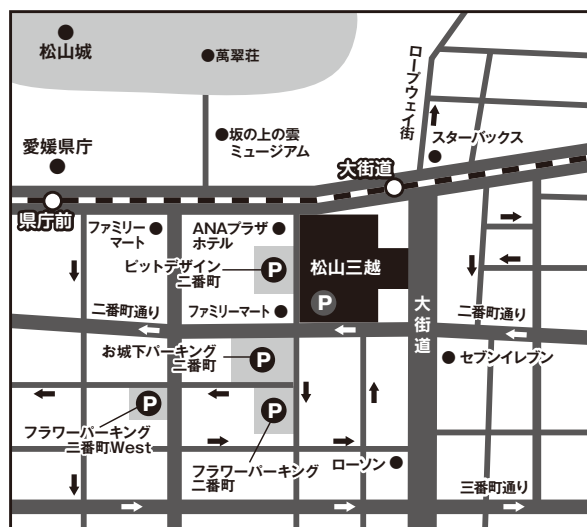 松山城
萬翠荘
ロープウェイ街
坂の上の雲
ミュージアム
スターバックス
愛媛県庁
大街道
県庁前
ファミリー
マート
ANAプラザ
ホテル
ピットデザイン
二番町
P
松山三越
P
大街道
二番町通り
ファミリーマート
二番町通り
お城下パーキング
二番町
P
セブンイレブン
P
P
フラワーパーキング
二番町West
フラワーパーキング
二番町
ローソン
三番町通り